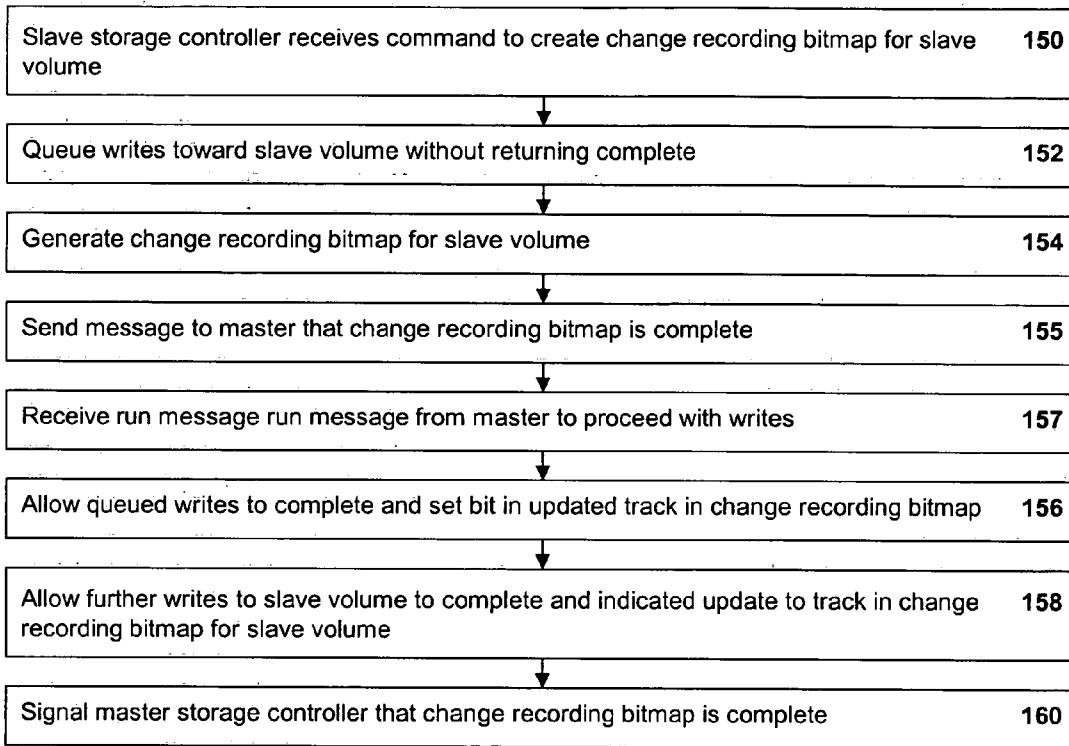 Slave storage controller receives command to create change recording bitmap for slave 150
volume
Queue writes toward slave volume without returning complete 152
Generate change recording bitmap for slave volume 154
Send message to master that change recording bitmap is complete 155
Receive run message run message from master to proceed with writes 157
Allow queued writes to complete and set bit in updated track in change recording bitmap 156
Allow further writes to slave volume to complete and indicated update to track in change 158
recording bitmap for slave volume
Signal master storage controller that change recording bitmap is complete 160